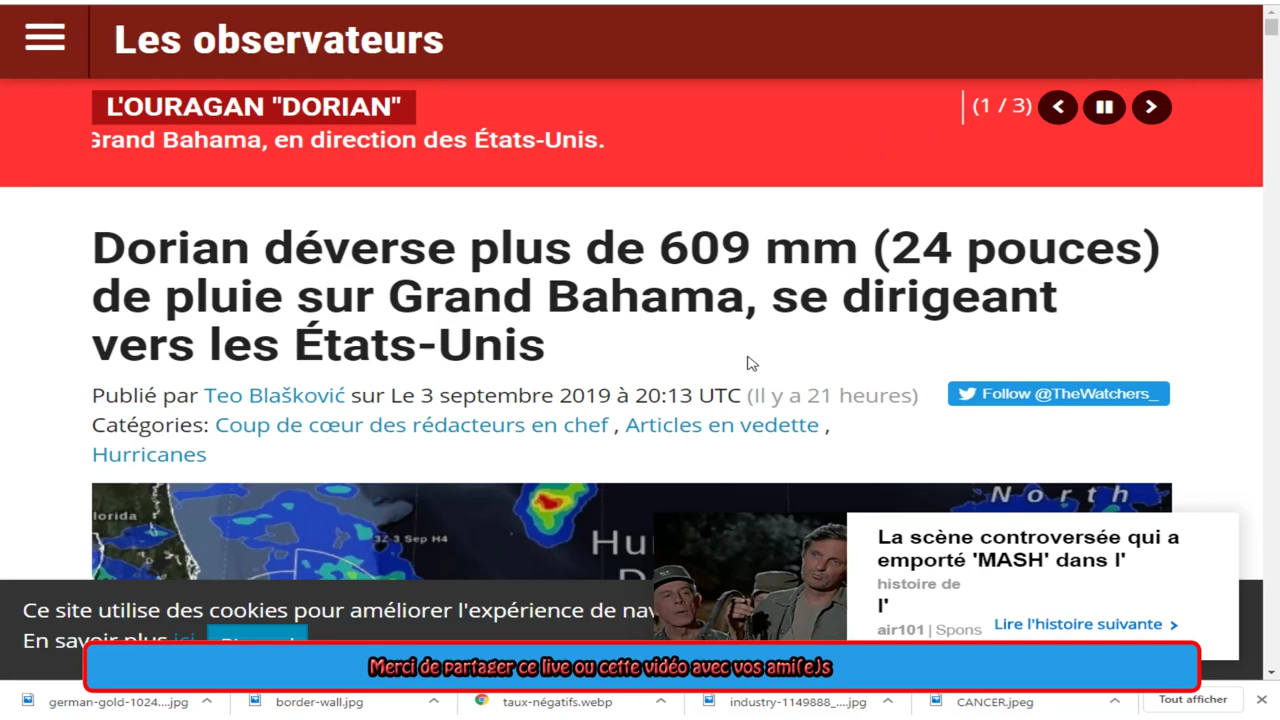 Les observateurs
L'OURAGAN "DORIAN"
(1 / 3)
Grand Bahama, en direction des États-Unis.
Dorian déverse plus de 609 mm (24 pouces)
de pluie sur Grand Bahama, se dirigeant
vers les États-Unis
Publié par Teo Blašković sur Le 3 septembre 2019 à 20:13 UTC (Il y a 21 heures)
Follow @TheWatchers_
Catégories: Coup de cœur des rédacteurs en chef , Articles en vedette ,
Hurricanes
North
lorida
3Z 3 Sep H4
Hu
La scène controversée qui a
emporté 'MASH' dans l'
histoire de
l'
air101 | Spons
Lire l'histoire suivante >
Ce site utilise des cookies pour améliorer l'expérience de nav
En savoir plus ici
Merci de partager ce live ou cette vidéo avec vos ami(e)s
german-gold-1024....jpg
border-wall.jpg
taux-négatifs.webp
industry-1149888_....jpg
CANCER.jpeg
Tout afficher